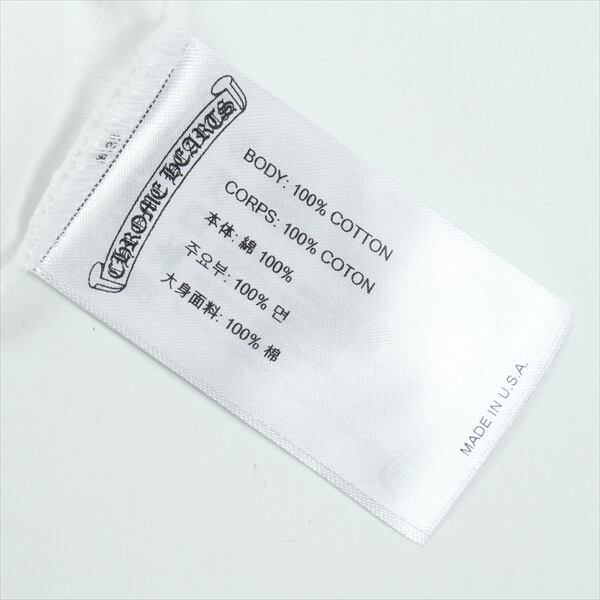 CHROME HEARTS
BODY: 100% COTTON
CORPS: 100% COTON
本体: 綿 100%
주요부: 100% 면
大身面料: 100% 棉
MADE IN U.S.A.